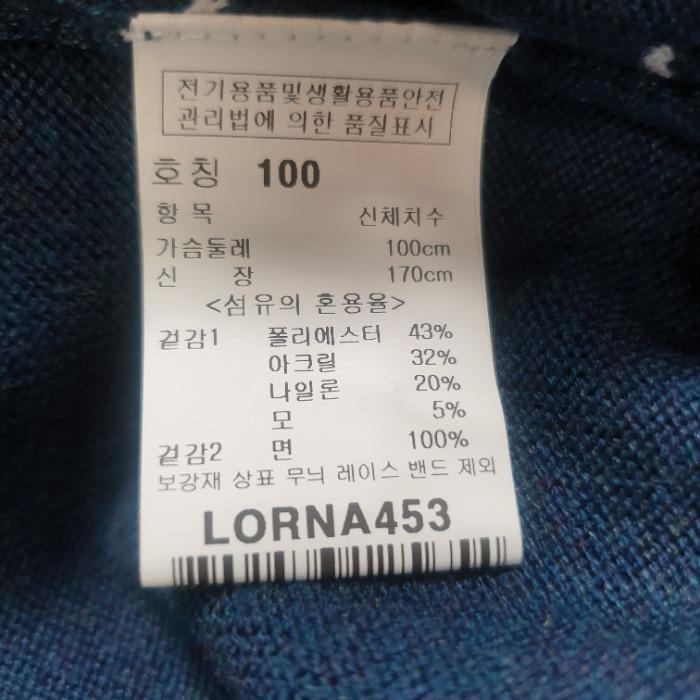 전기용품및생활용품안전
관리법에 의한 품질표시
호칭 100
항 목 신체치수
가슴둘레 100cm
신 장 170cm
<섬유의 혼용율>
겉감1 폴리에스터 43%
아크릴 32%
나일론 20%
모 5%
겉감2 면 100%
보강재 상표 무늬 레이스 밴드 제외
LORNA453